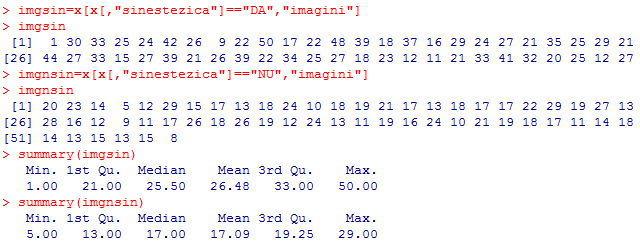 > imgsin=x[x[,"sinestezica"]=="DA","imagini"]
> imgsin
 [1]  1 30 33 25 24 42 26  9 22 50 17 22 48 39 18 37 16 29 24 27 21 35 25 29 21
[26] 44 27 33 15 27 39 21 26 39 22 34 25 27 18 23 12 11 21 33 41 32 20 25 12 27
> imgnsin=x[x[,"sinestezica"]=="NU","imagini"]
> imgnsin
 [1] 20 23 14  5 12 29 15 17 13 18 24 10 18 19 21 17 13 18 17 17 22 29 19 27 13
[26] 28 16 12  9 11 17 26 18 26 19 12 24 13 11 19 16 24 10 21 19 18 17 11 14 18
[51] 14 13 15 13 15  8
> summary(imgsin)
   Min. 1st Qu.  Median    Mean 3rd Qu.    Max.
   1.00   21.00   25.50   26.48   33.00   50.00
> summary(imgnsin)
   Min. 1st Qu.  Median    Mean 3rd Qu.    Max.
   5.00   13.00   17.00   17.09   19.25   29.00